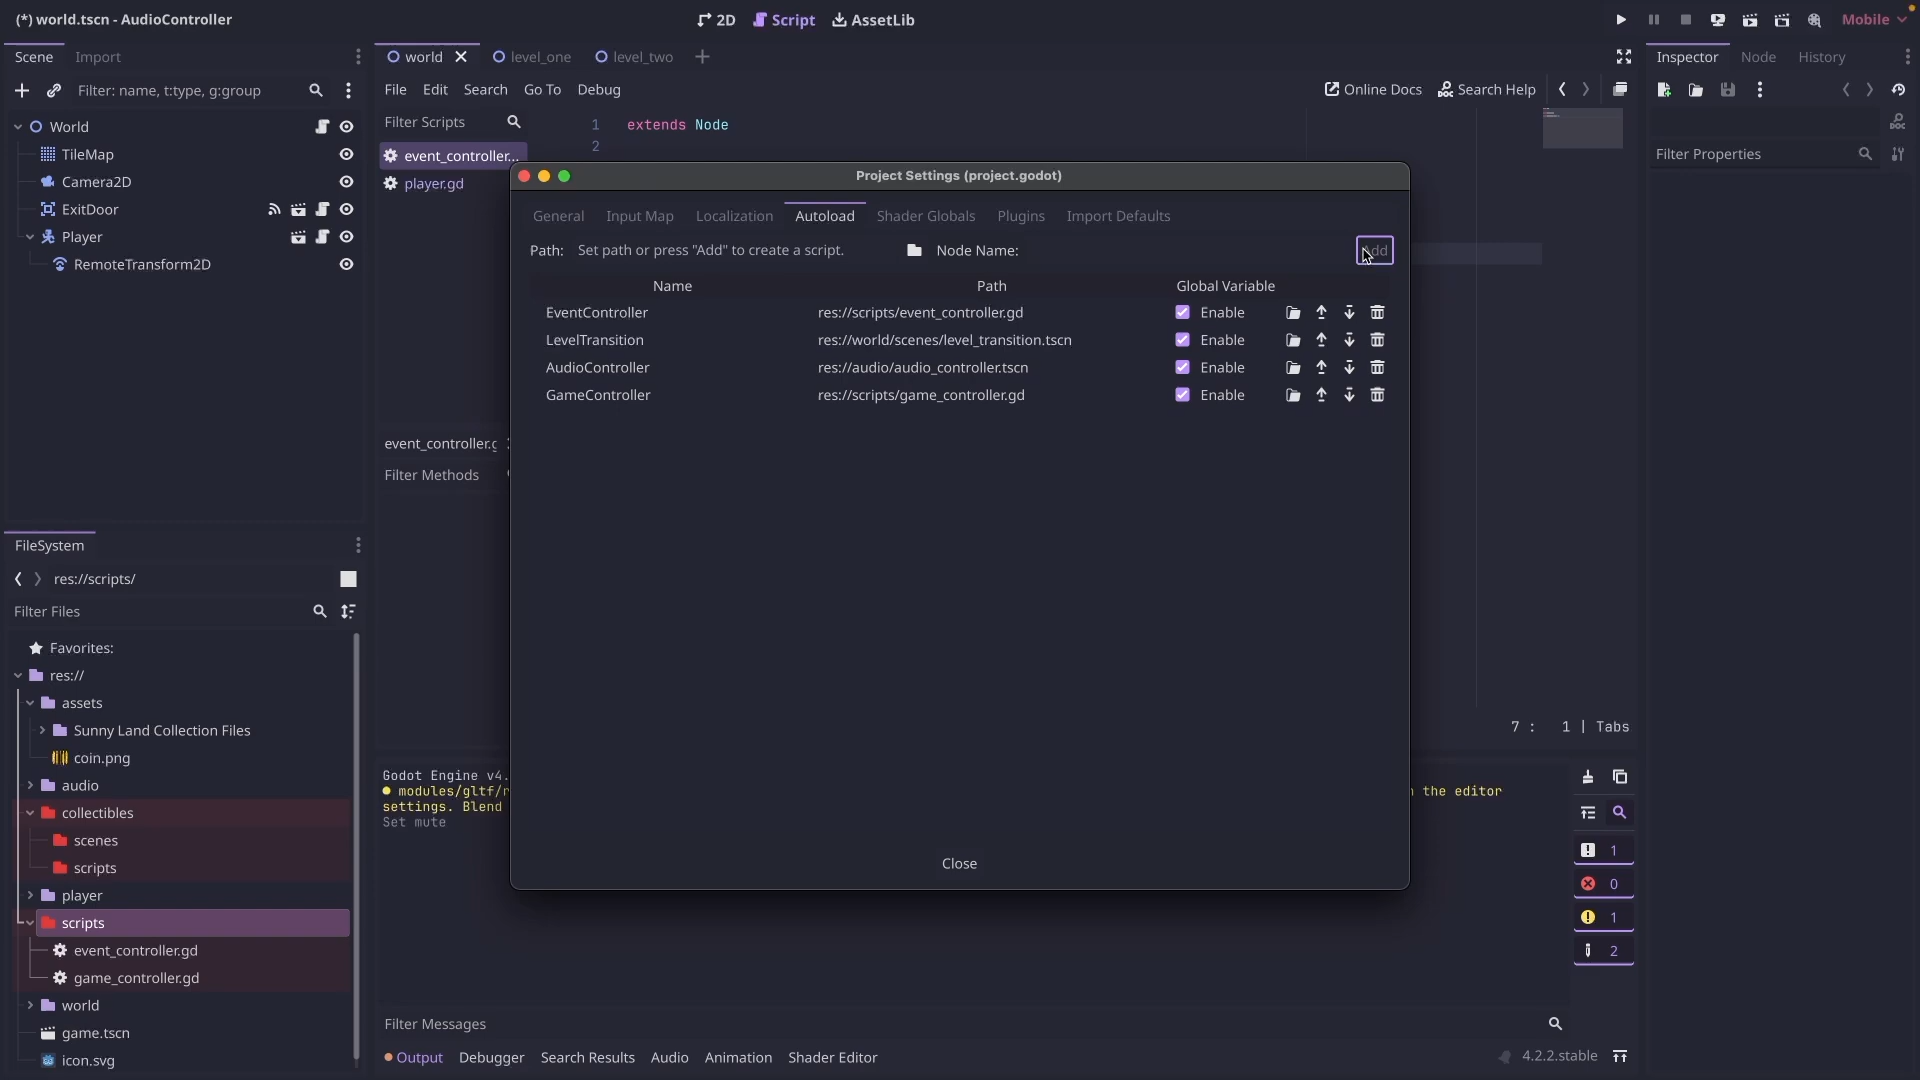 (*) world.tscn - AudioController
2D Script AssetLib
Mobile
Scene Import
world level_one level_two
Inspector Node History
Filter: name, t:type, g:group
File Edit Search Go To Debug
Online Docs Search Help
World
TileMap
Camera2D
ExitDoor
Player
RemoteTransform2D
Filter Scripts
event_controller...
player.gd
event_controller.g
Filter Methods
1 extends Node
2
Filter Properties
Project Settings (project.godot)
General Input Map Localization Autoload Shader Globals Plugins Import Defaults
Path: Set path or press "Add" to create a script. Node Name: Add
Name Path Global Variable
EventController res://scripts/event_controller.gd Enable
LevelTransition res://world/scenes/level_transition.tscn Enable
AudioController res://audio/audio_controller.tscn Enable
GameController res://scripts/game_controller.gd Enable
Close
7 : 1 | Tabs
FileSystem
res://scripts/
Filter Files
Favorites:
res://
assets
Sunny Land Collection Files
coin.png
audio
collectibles
scenes
scripts
player
scripts
event_controller.gd
game_controller.gd
world
game.tscn
icon.svg
Godot Engine v4.
modules/gltf/r the editor
settings. Blend
Set mute
1
0
1
2
Filter Messages
Output Debugger Search Results Audio Animation Shader Editor
4.2.2.stable